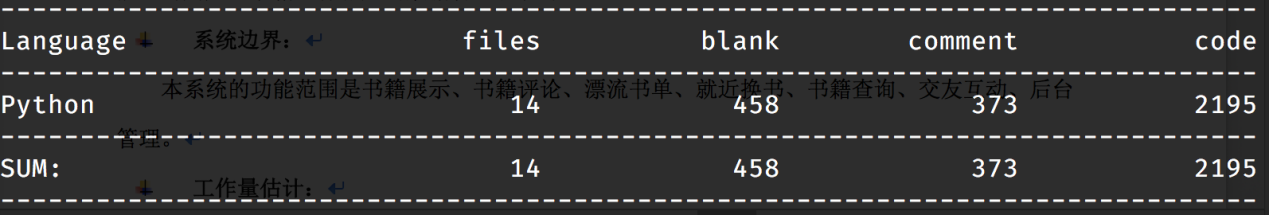 Language files blank comment code
系统边界：
Python 14 458 373 2195
本系统的功能范围是书籍展示、书籍评论、漂流书单、就近换书、书籍查询、交友互动、后台
管理。
SUM: 14 458 373 2195
工作量估计：